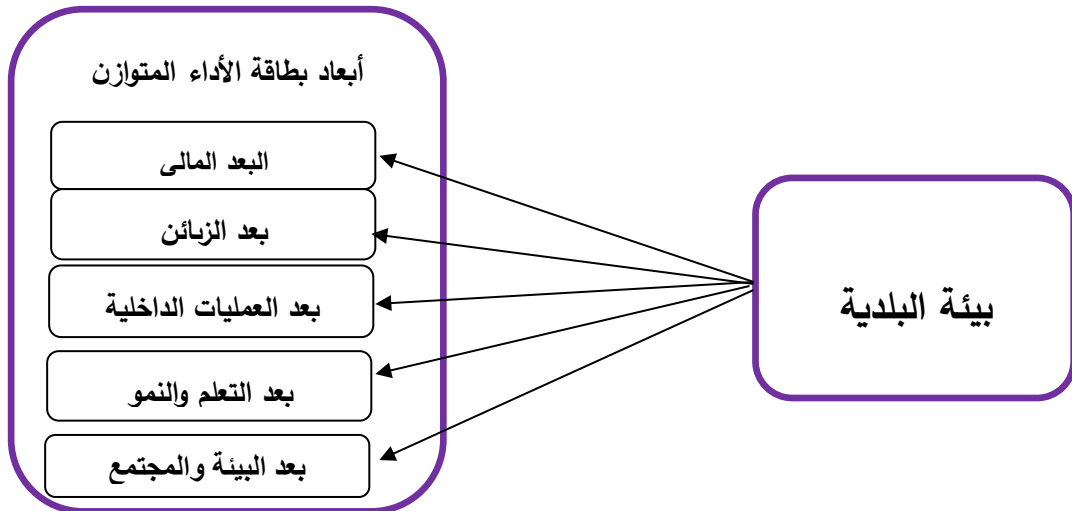 أبعاد بطاقة الأداء المتوازن
البعد المالى
بعد الزبائن
بعد العمليات الداخلية
بعد التعلم والنمو
بعد البيئة والمجتمع
بيئة البلدية